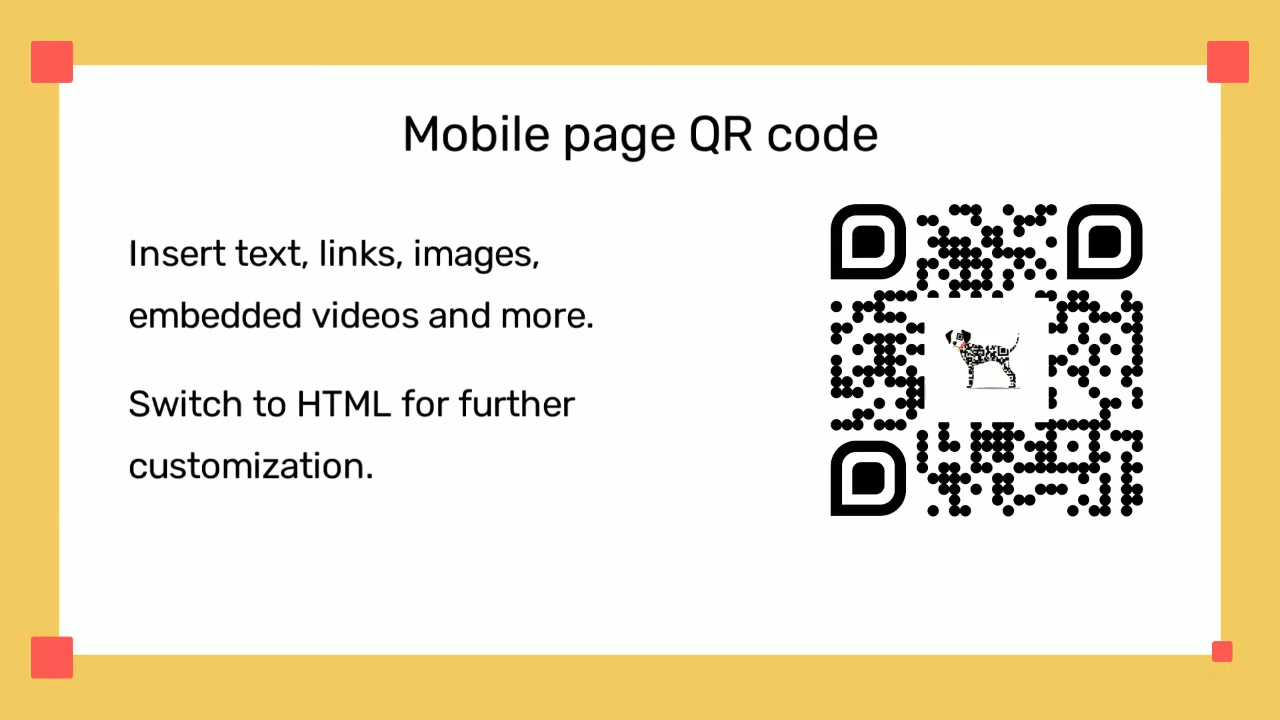 Mobile page QR code
Insert text, links, images,
embedded videos and more.
Switch to HTML for further
customization.